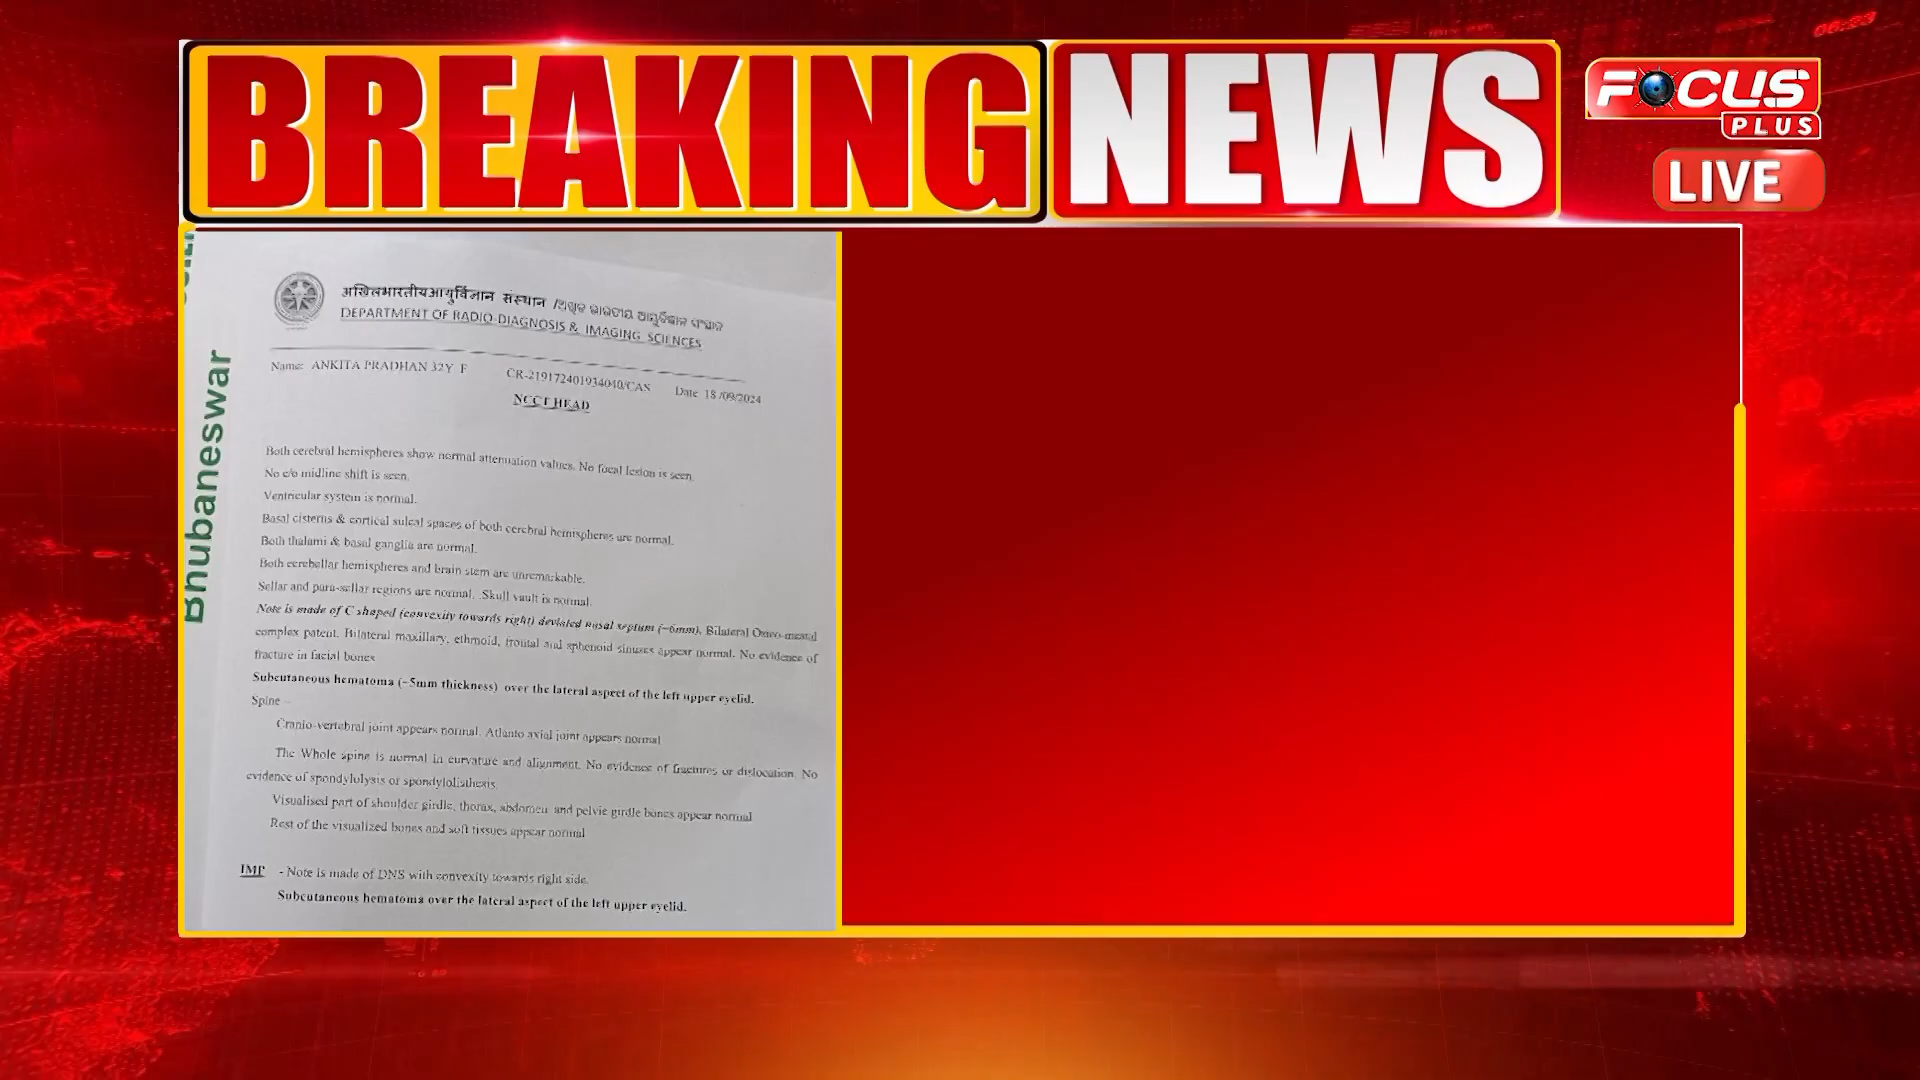 BREAKING NEWS
FOCUS
PLUS
LIVE
Bhubaneswar
अखिल भारतीय आयुर्विज्ञान संस्थान /ଅଖିଳ ଭାରତୀୟ ଆୟୁର୍ବିଜ୍ଞାନ ସଂସ୍ଥାନ
DEPARTMENT OF RADIO-DIAGNOSIS & IMAGING SCIENCES
Name: ANKITA PRADHAN 32Y F CR-219172401934040/CAS Date 18/09/2024
NCCT HEAD
Both cerebral hemispheres show normal attenuation values. No focal lesion is seen.
No c/o midline shift is seen.
Ventricular system is normal.
Basal cisterns & cortical sulcal spaces of both cerebral hemispheres are normal.
Both thalami & basal ganglia are normal.
Both cerebellar hemispheres and brain stem are unremarkable.
Sellar and para-sellar regions are normal. .Skull vault is normal.
Note is made of C shaped (convexity towards right) deviated nasal septum (~6mm). Bilateral Osteo-meatal
complex patent. Bilateral maxillary, ethmoid, frontal and sphenoid sinuses appear normal. No evidence of
fracture in facial bones
Subcutaneous hematoma (~5mm thickness) over the lateral aspect of the left upper eyelid.
Spine –
Cranio-vertebral joint appears normal. Atlanto axial joint appears normal
The Whole spine is normal in curvature and alignment. No evidence of fractures or dislocation. No
evidence of spondylolysis or spondylolisthesis.
Visualised part of shoulder girdle, thorax, abdomen and pelvic girdle bones appear normal
Rest of the visualized bones and soft tissues appear normal
IMP - Note is made of DNS with convexity towards right side.
Subcutaneous hematoma over the lateral aspect of the left upper eyelid.